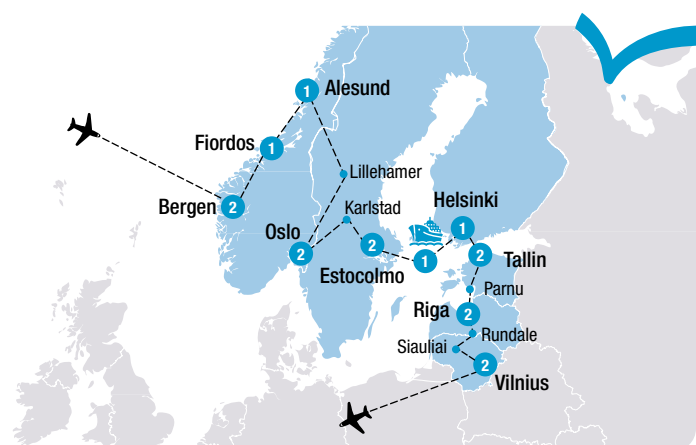 1
Alesund
Fiordos
1
Lillehamer
Bergen
2
Karlstad
Helsinki
Oslo
2
2
1
Estocolmo
1
2
Tallin
Parnu
Riga
2
Rundale
Siauliai
2
Vilnius